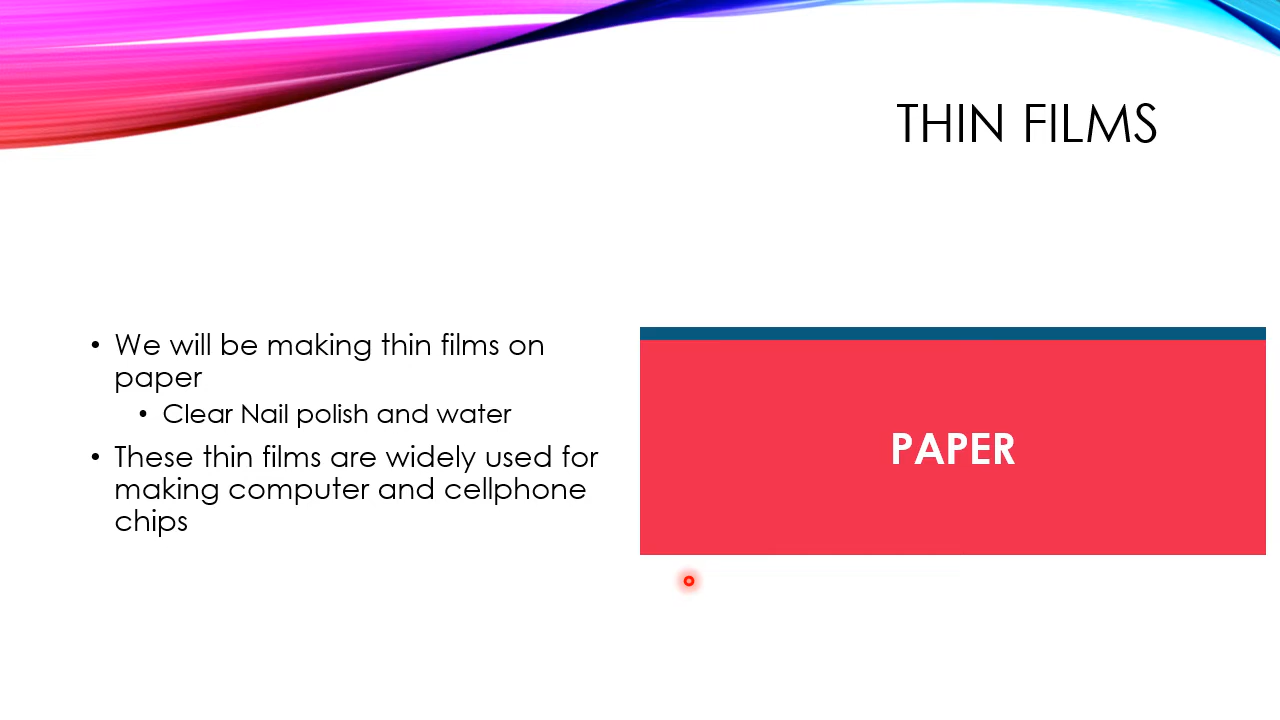 THIN FILMS
• We will be making thin films on
paper
• Clear Nail polish and water
• These thin films are widely used for
making computer and cellphone
chips
PAPER